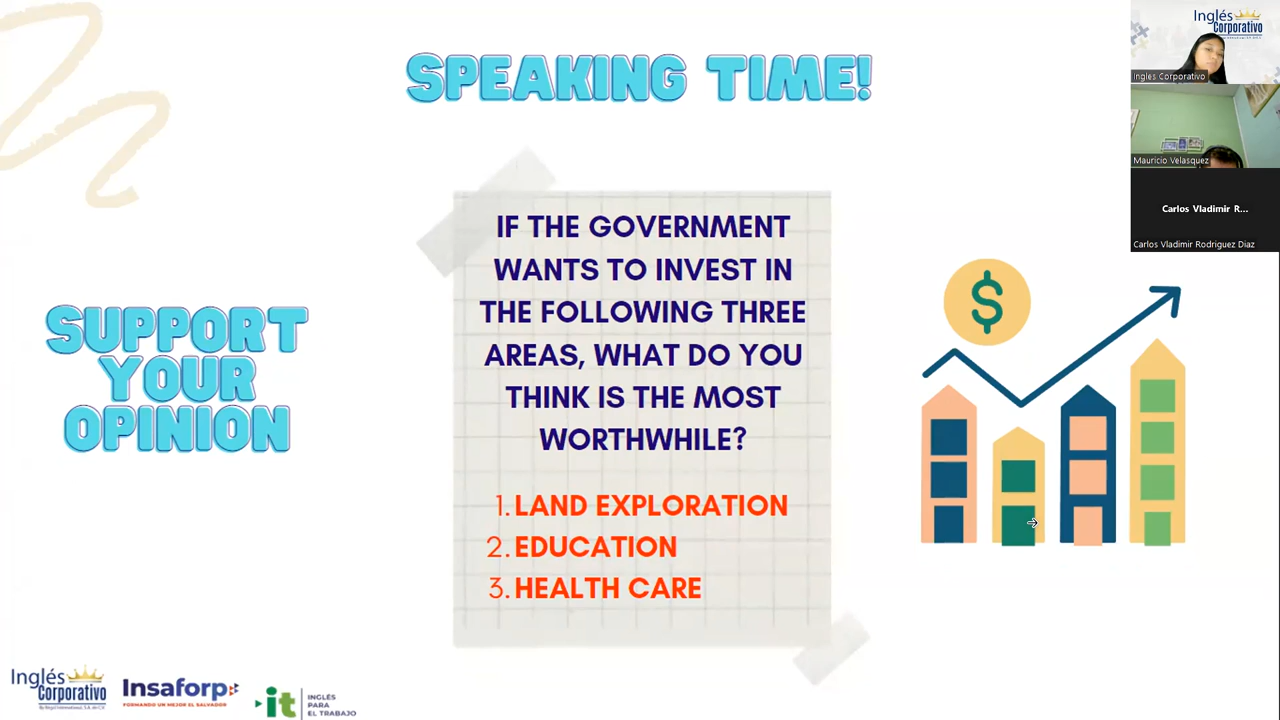 SPEAKING TIME!
SUPPORT
YOUR
OPINION
IF THE GOVERNMENT
WANTS TO INVEST IN
THE FOLLOWING THREE
AREAS, WHAT DO YOU
THINK IS THE MOST
WORTHWHILE?
1. LAND EXPLORATION
2. EDUCATION
3. HEALTH CARE
$
Inglés
Corporativo
Ingles Corporativo
Mauricio Velasquez
Carlos Vladimir R...
Carlos Vladimir Rodriguez Diaz
Inglés
Corporativo
Insaforp
FORMANDO UN MEJOR EL SALVADOR
it
INGLÉS
PARA
EL TRABAJO